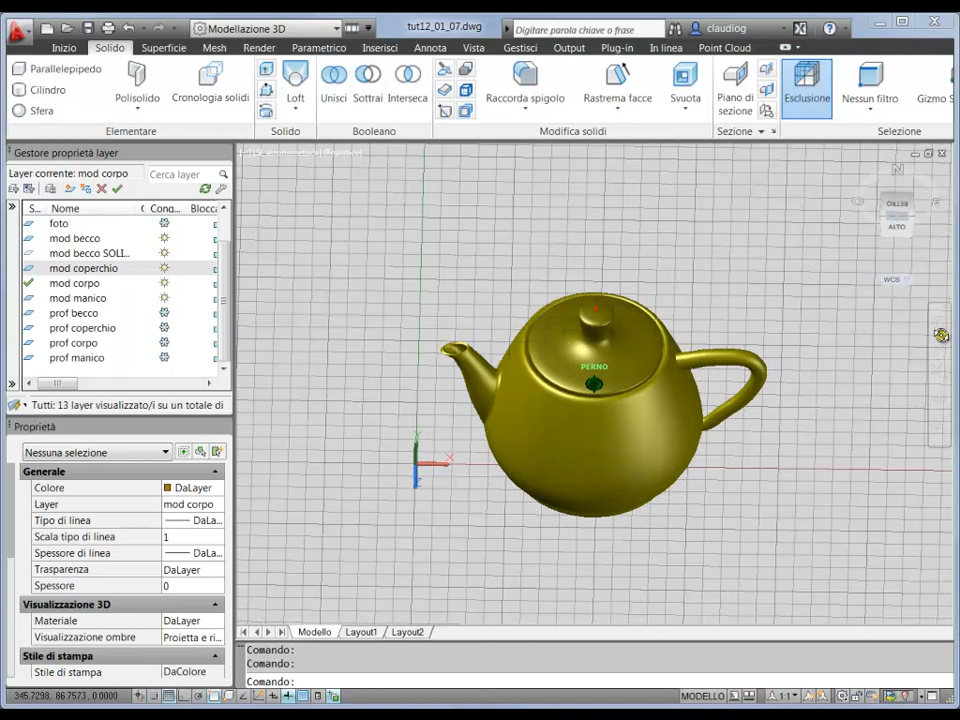 Modellazione 3D
tut12_01_07.dwg
Digitare parola chiave o frase
claudiog
Inizio Solido Superficie Mesh Render Parametrico Inserisci Annota Vista Gestisci Output Plug-in In linea Point Cloud
Parallelepipedo
Cilindro
Sfera
Polisolido
Cronologia solidi
Loft
Unisci Sottrai Interseca
Raccorda spigolo
Rastrema facce
Svuota
Piano di
sezione
Esclusione
Nessun filtro
Gizmo S
Elementare Solido Booleano Modifica solidi Sezione Selezione
Gestore proprietà layer
Layer corrente: mod corpo
Cerca layer
S... Nome Cong... Blocca
foto
mod becco
mod becco SOLI...
mod coperchio
mod corpo
mod manico
prof becco
prof coperchio
prof corpo
prof manico
Tutti: 13 layer visualizzato/i su un totale di
Proprietà
Nessuna selezione
Generale
Colore DaLayer
Layer mod corpo
Tipo di linea DaLa...
Scala tipo di linea 1
Spessore di linea DaLa...
Trasparenza DaLayer
Spessore 0
Visualizzazione 3D
Materiale DaLayer
Visualizzazione ombre Proietta e ri...
Stile di stampa
Stile di stampa DaColore
N
RETRO
E
ALTO
WCS
PERNO
Y
X
Z
Modello Layout1 Layout2
Comando:
Comando:
Comando:
345.7298, 86.7573, 0.0000
MODELLO
1:1